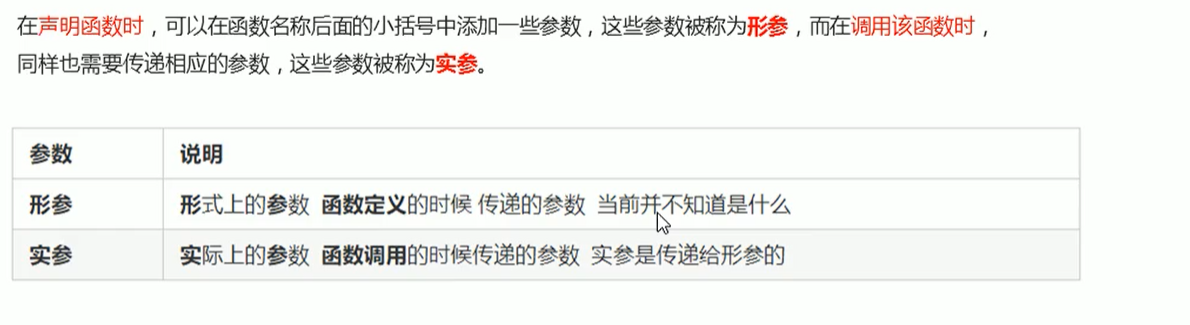 在声明函数时，可以在函数名称后面的小括号中添加一些参数，这些参数被称为形参，而在调用该函数时，
同样也需要传递相应的参数，这些参数被称为实参。
参数 说明
形参 形式上的参数 函数定义的时候 传递的参数 当前并不知道是什么
实参 实际上的参数 函数调用的时候传递的参数 实参是传递给形参的